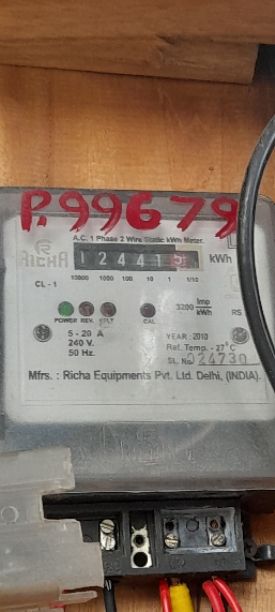 P.99679
A.C. 1 Phase 2 Wire Static kWh Meter.
RICHA 1 2 4 4 1 5 kWh
CL - 1 10000 1000 100 10 1 1/10
POWER REV. CAL 3200 Imp/kWh RS
5 - 20 A YEAR : 2010
240 V. Ref. Temp. - 27°C
50 Hz. SL. No. 024730
Mfrs. : Richa Equipments Pvt. Ltd. Delhi, (INDIA).